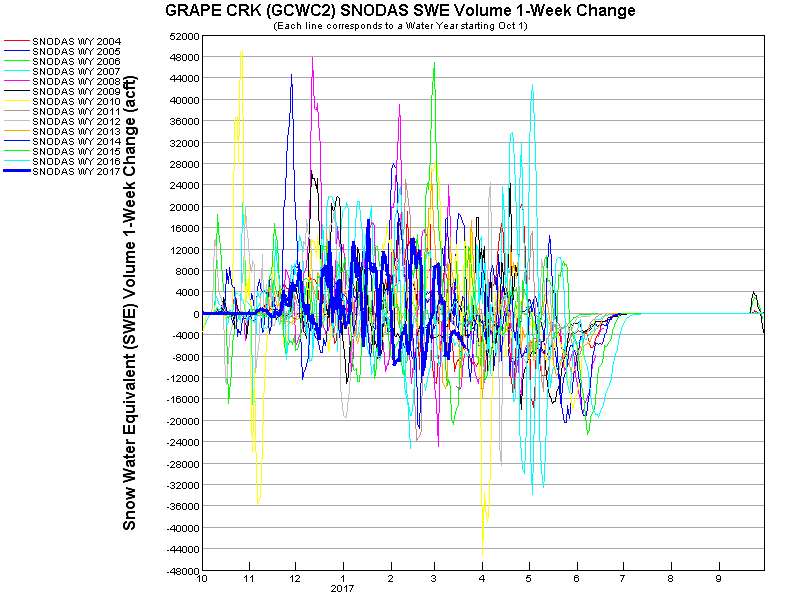 GRAPE CRK (GCWC2) SNODAS SWE Volume 1-Week Change
(Each line corresponds to a Water Year starting Oct 1)
SNODAS WY 2004
SNODAS WY 2005
SNODAS WY 2006
SNODAS WY 2007
SNODAS WY 2008
SNODAS WY 2009
SNODAS WY 2010
SNODAS WY 2011
SNODAS WY 2012
SNODAS WY 2013
SNODAS WY 2014
SNODAS WY 2015
SNODAS WY 2016
SNODAS WY 2017
Snow Water Equivalent (SWE) Volume 1-Week Change (acft)
52000
48000
44000
40000
36000
32000
28000
24000
20000
16000
12000
8000
4000
0
-4000
-8000
-12000
-16000
-20000
-24000
-28000
-32000
-36000
-40000
-44000
-48000
10 11 12 1 2 3 4 5 6 7 8 9
2017